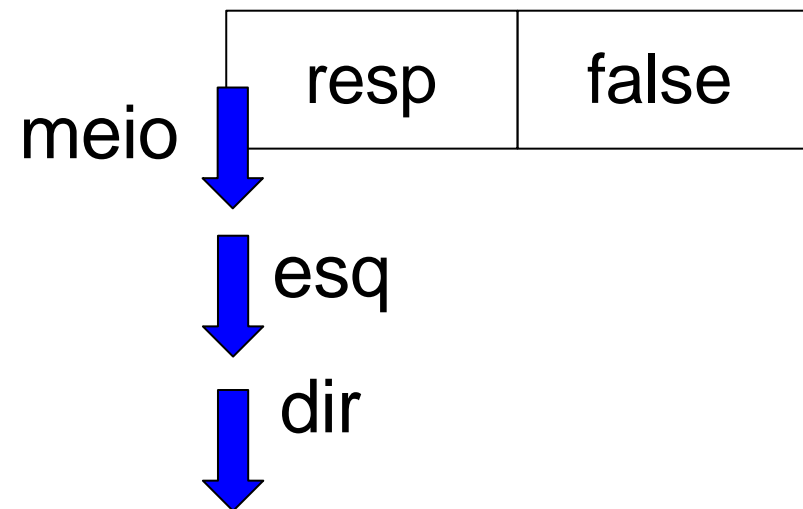 resp false
meio
esq
dir